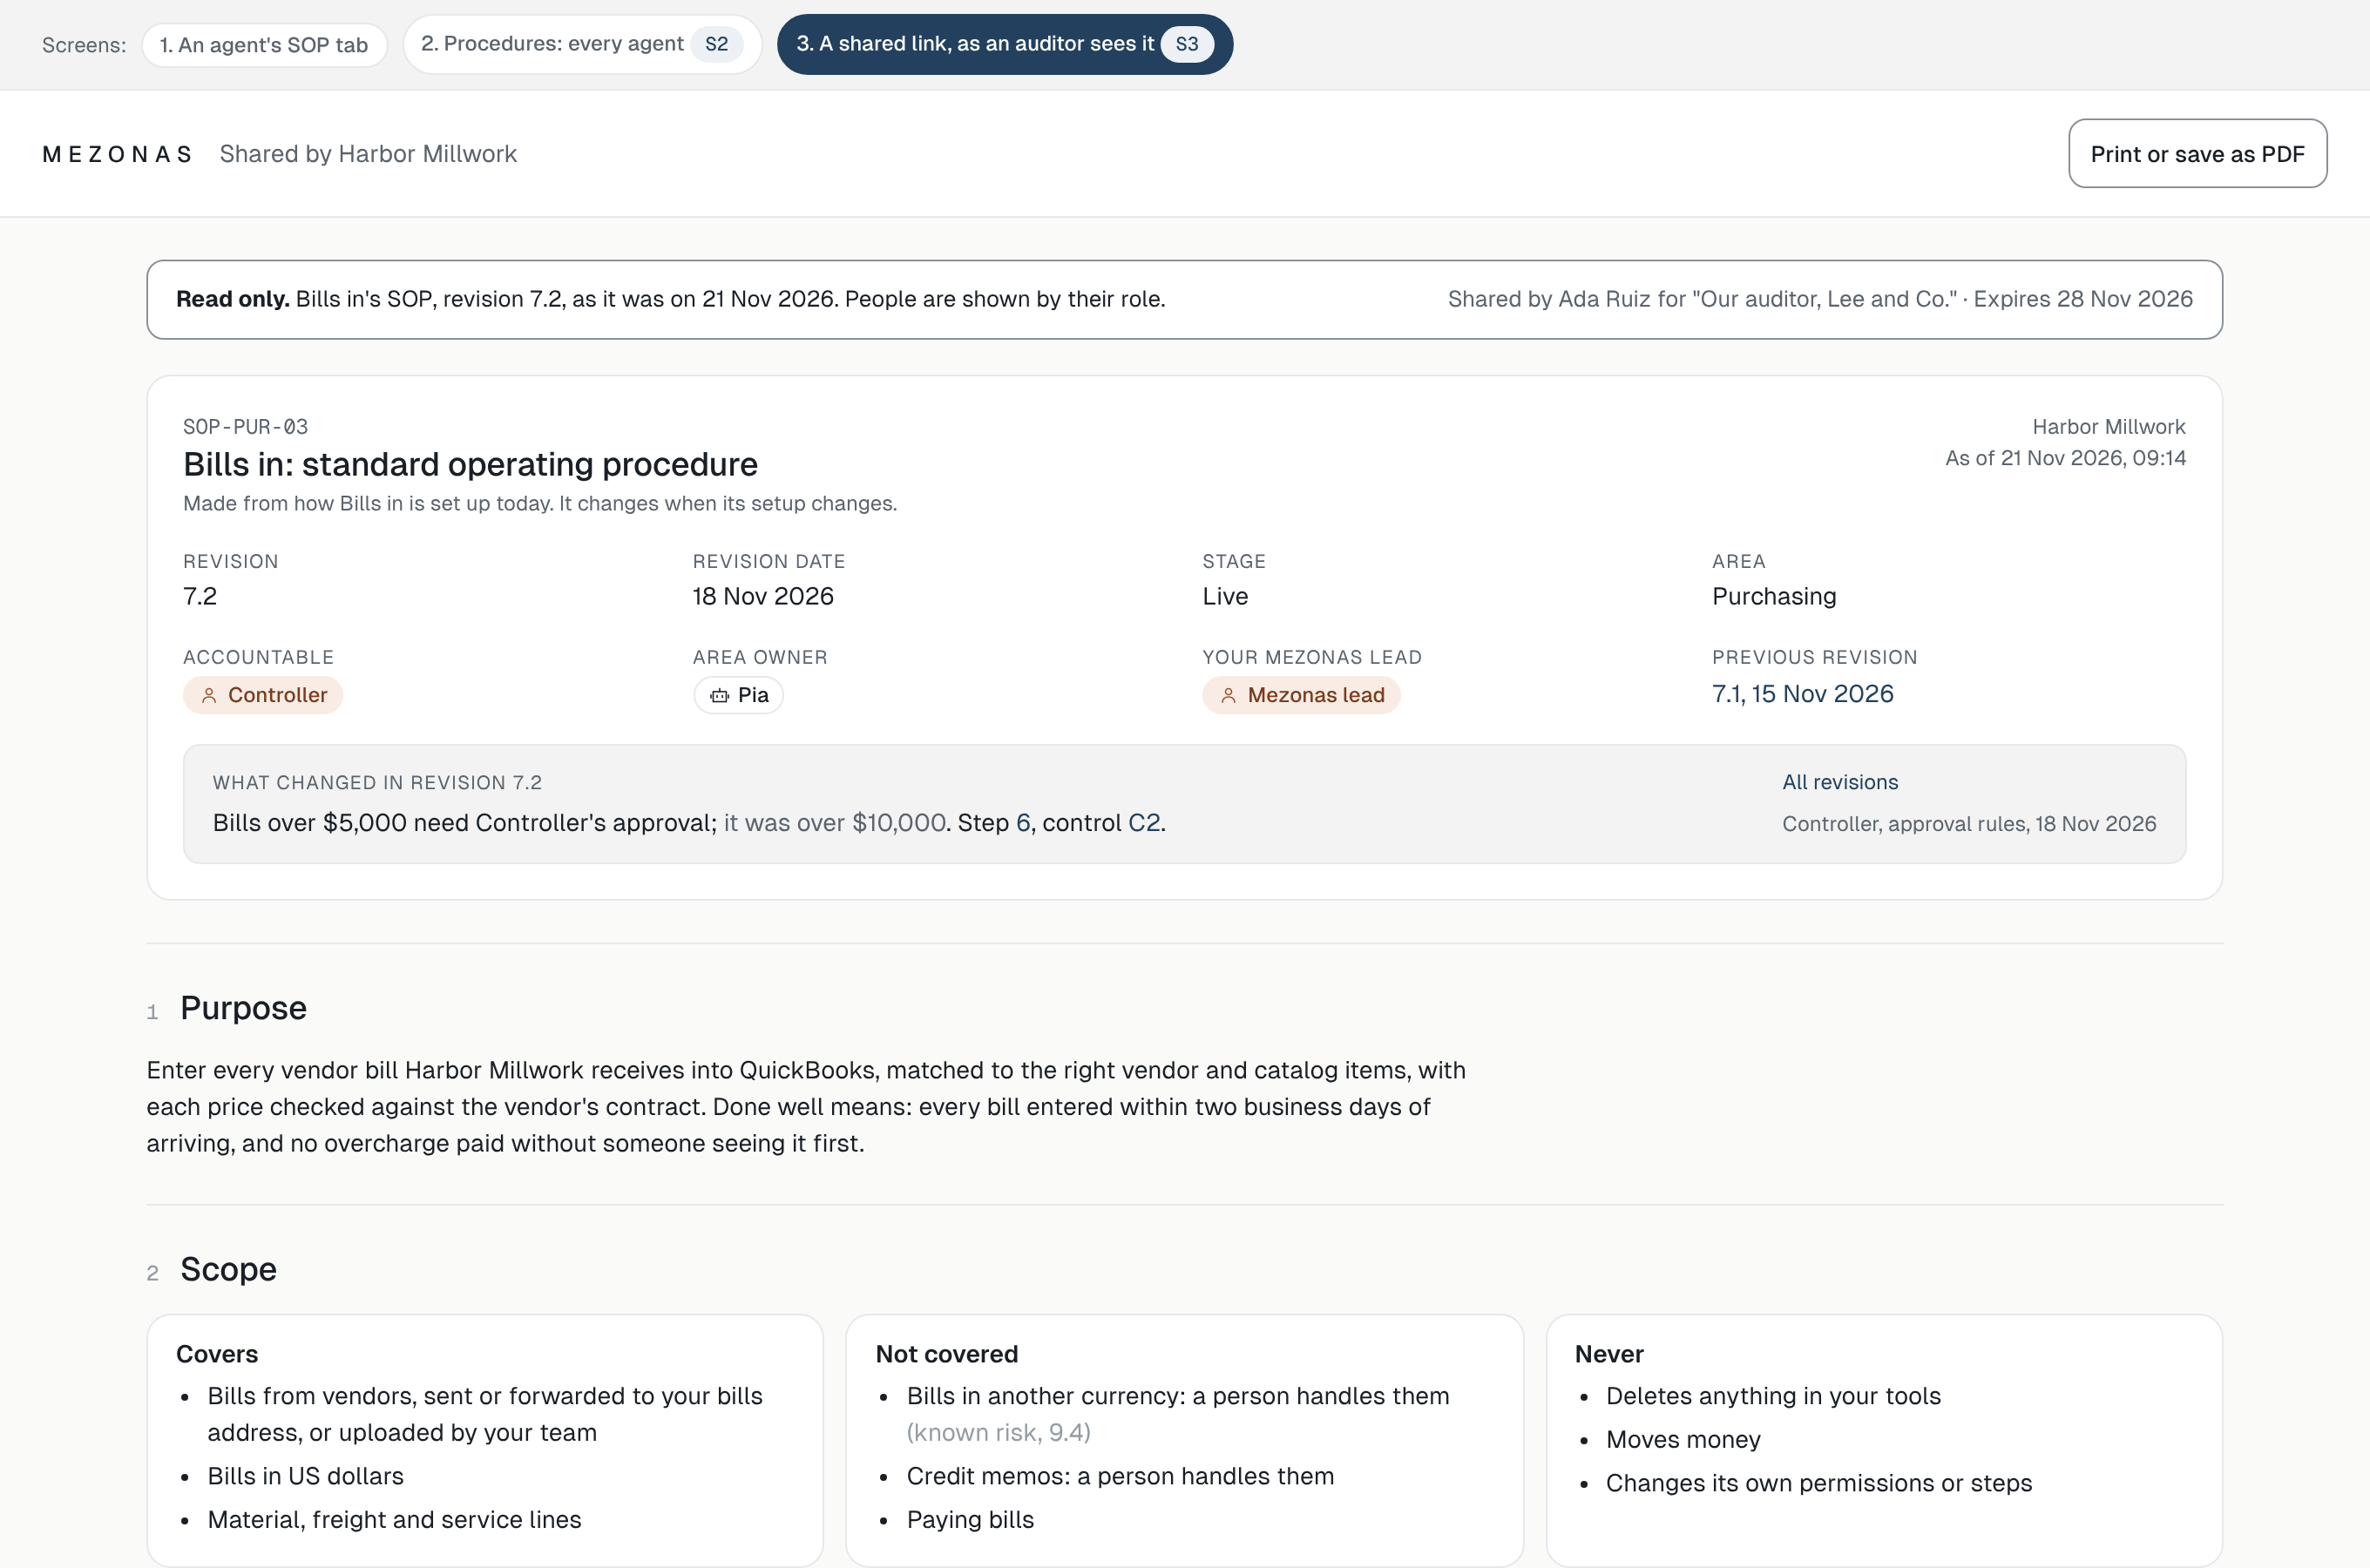 Screens:
1. An agent's SOP tab
2. Procedures: every agent S2
3. A shared link, as an auditor sees it S3
MEZONAS
Shared by Harbor Millwork
Print or save as PDF
Read only. Bills in's SOP, revision 7.2, as it was on 21 Nov 2026. People are shown by their role.
Shared by Ada Ruiz for "Our auditor, Lee and Co." · Expires 28 Nov 2026
SOP-PUR-03
Harbor Millwork
Bills in: standard operating procedure
As of 21 Nov 2026, 09:14
Made from how Bills in is set up today. It changes when its setup changes.
REVISION
7.2
REVISION DATE
18 Nov 2026
STAGE
Live
AREA
Purchasing
ACCOUNTABLE
Controller
AREA OWNER
Pia
YOUR MEZONAS LEAD
Mezonas lead
PREVIOUS REVISION
7.1, 15 Nov 2026
WHAT CHANGED IN REVISION 7.2
Bills over $5,000 need Controller's approval; it was over $10,000. Step 6, control C2.
All revisions
Controller, approval rules, 18 Nov 2026
1 Purpose
Enter every vendor bill Harbor Millwork receives into QuickBooks, matched to the right vendor and catalog items, with
each price checked against the vendor's contract. Done well means: every bill entered within two business days of
arriving, and no overcharge paid without someone seeing it first.
2 Scope
Covers
• Bills from vendors, sent or forwarded to your bills
address, or uploaded by your team
• Bills in US dollars
• Material, freight and service lines
Not covered
• Bills in another currency: a person handles them
(known risk, 9.4)
• Credit memos: a person handles them
• Paying bills
Never
• Deletes anything in your tools
• Moves money
• Changes its own permissions or steps